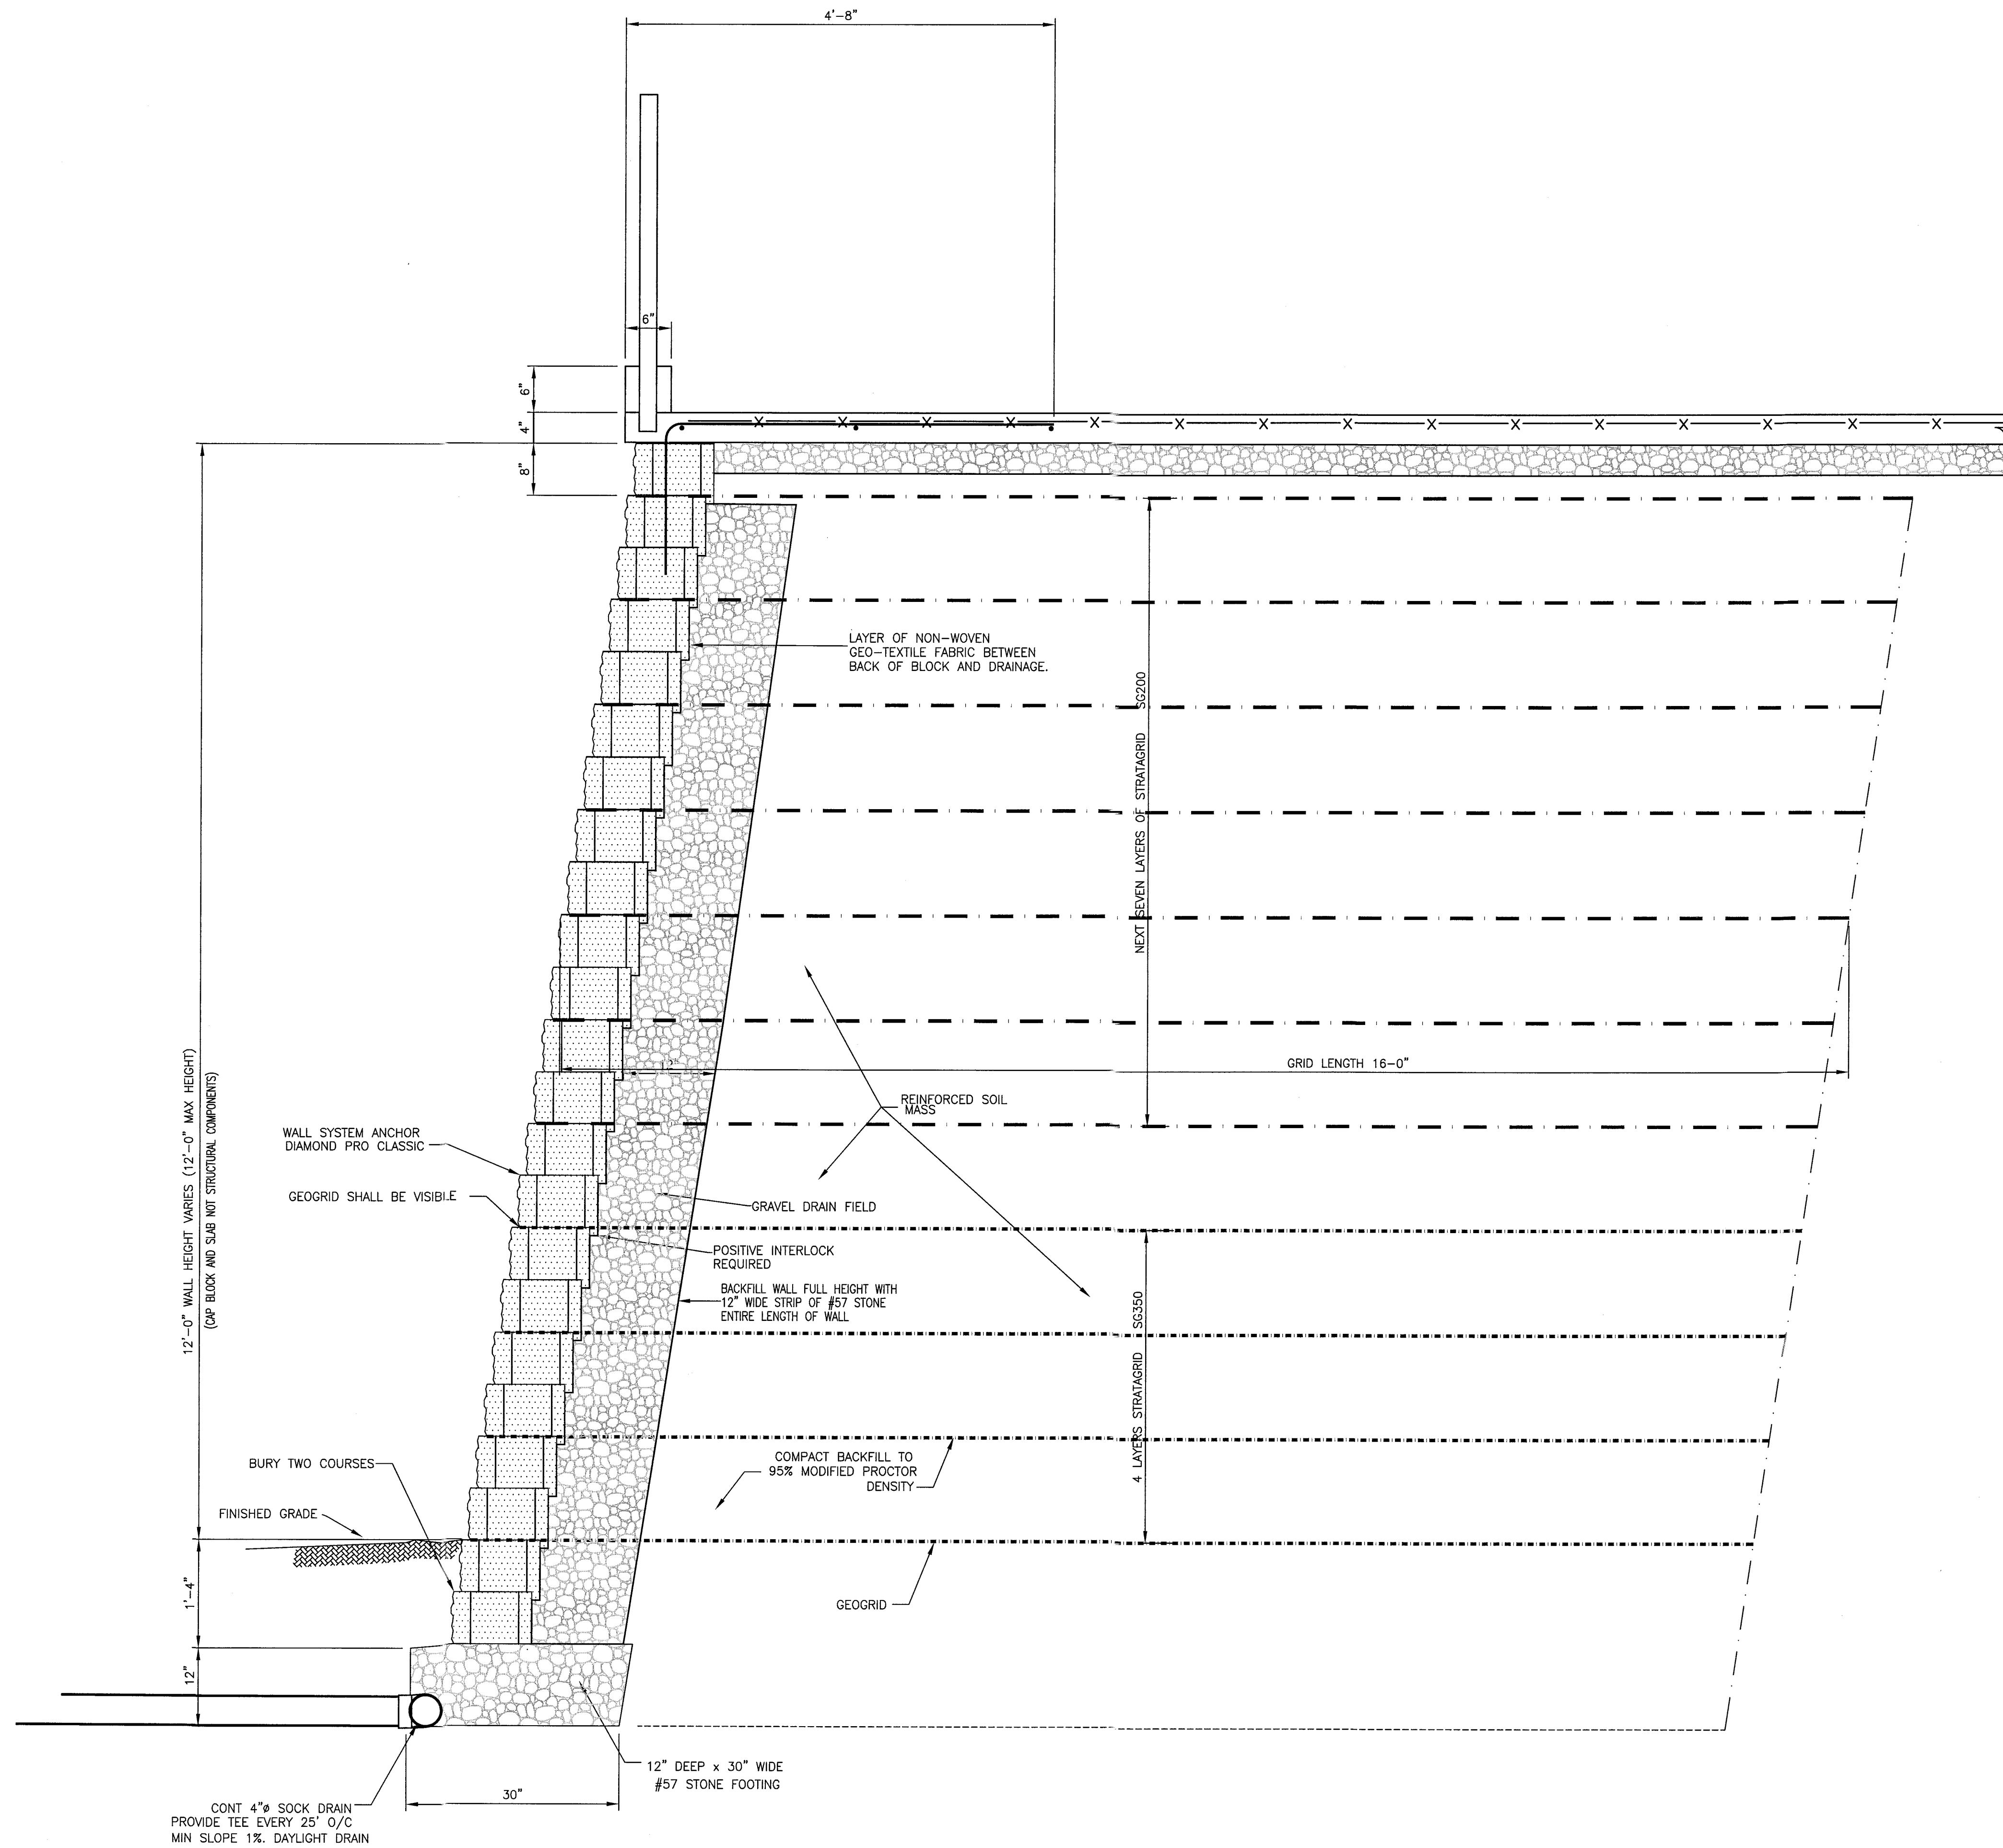 4'-8"
6"
6"
4"
8"
LAYER OF NON-WOVEN
GEO-TEXTILE FABRIC BETWEEN
BACK OF BLOCK AND DRAINAGE.
NEXT SEVEN LAYERS OF STRATAGRID SG200
12"
GRID LENGTH 16-0"
REINFORCED SOIL
MASS
12'-0" WALL HEIGHT VARIES (12'-0" MAX HEIGHT)
(CAP BLOCK AND SLAB NOT STRUCTURAL COMPONENTS)
WALL SYSTEM ANCHOR
DIAMOND PRO CLASSIC
GEOGRID SHALL BE VISIBLE
GRAVEL DRAIN FIELD
POSITIVE INTERLOCK
REQUIRED
BACKFILL WALL FULL HEIGHT WITH
12" WIDE STRIP OF #57 STONE
ENTIRE LENGTH OF WALL
4 LAYERS STRATAGRID SG350
BURY TWO COURSES
COMPACT BACKFILL TO
95% MODIFIED PROCTOR
DENSITY
FINISHED GRADE
1'-4"
GEOGRID
12"
12" DEEP x 30" WIDE
#57 STONE FOOTING
30"
CONT 4"ø SOCK DRAIN
PROVIDE TEE EVERY 25' O/C
MIN SLOPE 1%. DAYLIGHT DRAIN